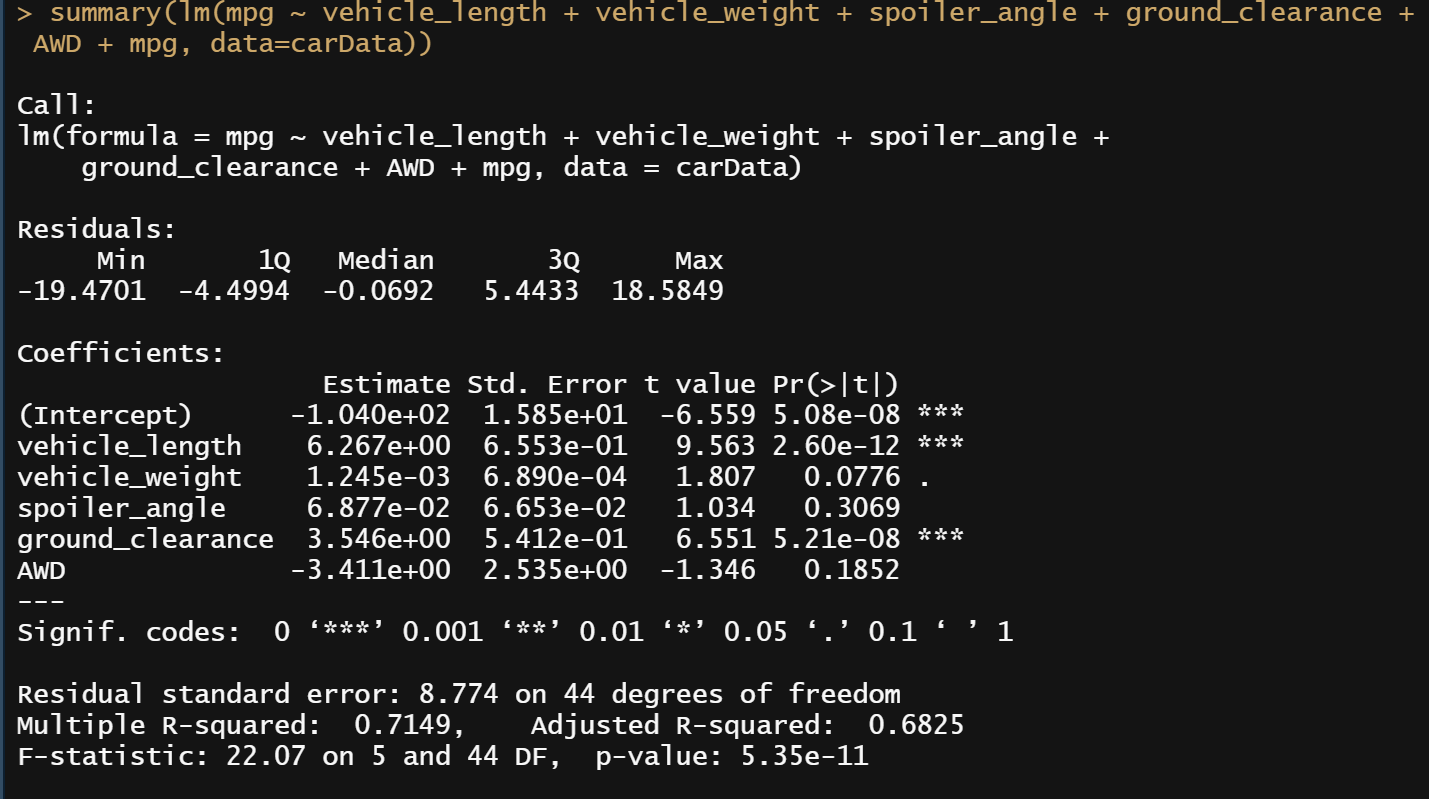 > summary(lm(mpg ~ vehicle_length + vehicle_weight + spoiler_angle + ground_clearance +
 AWD + mpg, data=carData))
Call:
lm(formula = mpg ~ vehicle_length + vehicle_weight + spoiler_angle +
    ground_clearance + AWD + mpg, data = carData)
Residuals:
     Min       1Q   Median       3Q      Max
-19.4701  -4.4994  -0.0692   5.4433  18.5849
Coefficients:
                   Estimate Std. Error t value Pr(>|t|)
(Intercept)      -1.040e+02  1.585e+01  -6.559 5.08e-08 ***
vehicle_length    6.267e+00  6.553e-01   9.563 2.60e-12 ***
vehicle_weight    1.245e-03  6.890e-04   1.807   0.0776 .
spoiler_angle     6.877e-02  6.653e-02   1.034   0.3069
ground_clearance  3.546e+00  5.412e-01   6.551 5.21e-08 ***
AWD              -3.411e+00  2.535e+00  -1.346   0.1852
---
Signif. codes:  0 ‘***’ 0.001 ‘**’ 0.01 ‘*’ 0.05 ‘.’ 0.1 ‘ ’ 1
Residual standard error: 8.774 on 44 degrees of freedom
Multiple R-squared:  0.7149,	Adjusted R-squared:  0.6825
F-statistic: 22.07 on 5 and 44 DF,  p-value: 5.35e-11